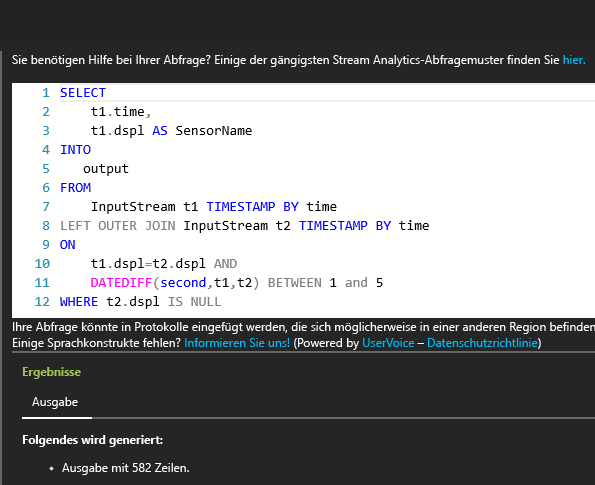 Sie benötigen Hilfe bei Ihrer Abfrage? Einige der gängigsten Stream Analytics-Abfragemuster finden Sie hier.
1 SELECT
2 t1.time,
3 t1.dspl AS SensorName
4 INTO
5 output
6 FROM
7 InputStream t1 TIMESTAMP BY time
8 LEFT OUTER JOIN InputStream t2 TIMESTAMP BY time
9 ON
10 t1.dspl=t2.dspl AND
11 DATEDIFF(second,t1,t2) BETWEEN 1 and 5
12 WHERE t2.dspl IS NULL
Ihre Abfrage könnte in Protokolle eingefügt werden, die sich möglicherweise in einer anderen Region befinden
Einige Sprachkonstrukte fehlen? Informieren Sie uns! (Powered by UserVoice – Datenschutzrichtlinie)
Ergebnisse
Ausgabe
Folgendes wird generiert:
• Ausgabe mit 582 Zeilen.